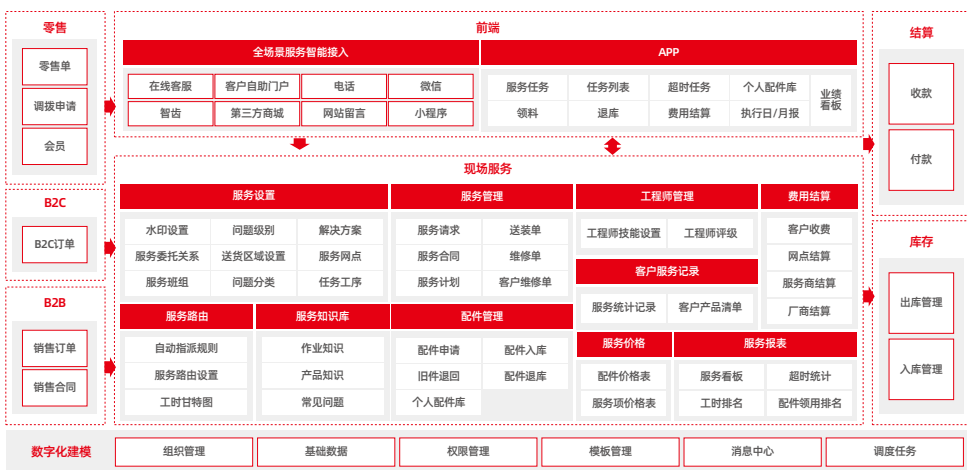 零售
零售单
调拨申请
会员
B2C
B2C订单
B2B
销售订单
销售合同
前端
全场景服务智能接入
在线客服 客户自助门户 电话 微信
智齿 第三方商城 网站留言 小程序
APP
服务任务 任务列表 超时任务 个人配件库
领料 退库 费用结算 执行日/月报
业绩
看板
现场服务
服务设置
水印设置 问题级别 解决方案
服务委托关系 送货区域设置 服务网点
服务班组 问题分类 任务工序
服务管理
服务请求 送装单
服务合同 维修单
服务计划 客户维修单
工程师管理
工程师技能设置 工程师评级
客户服务记录
服务统计记录 客户产品清单
费用结算
客户收费
网点结算
服务商结算
厂商结算
服务路由
自动指派规则
服务路由设置
工时甘特图
服务知识库
作业知识
产品知识
常见问题
配件管理
配件申请 配件入库
旧件退回 配件退库
个人配件库
服务价格
配件价格表
服务项价格表
服务报表
服务看板 超时统计
工时排名 配件领用排名
结算
收款
付款
库存
出库管理
入库管理
数字化建模 组织管理 基础数据 权限管理 模板管理 消息中心 调度任务